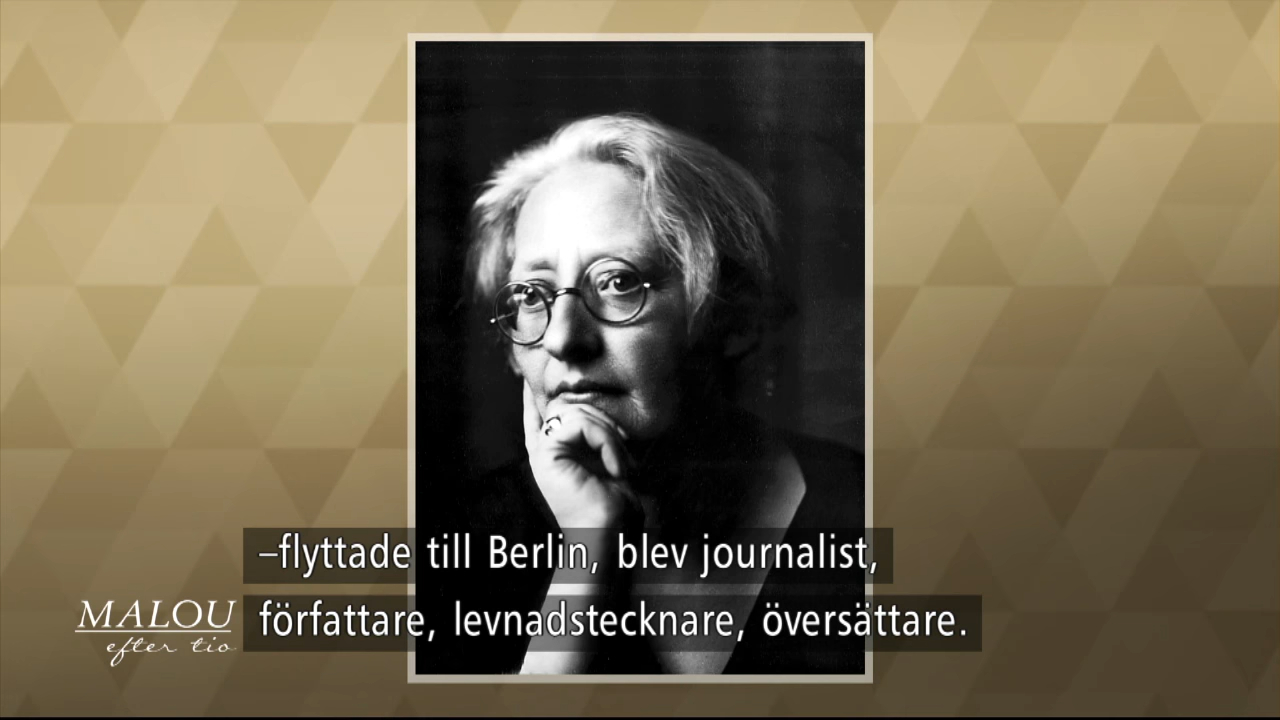 –flyttade till Berlin, blev journalist,
författare, levnadstecknare, översättare.
MALOU
efter tio